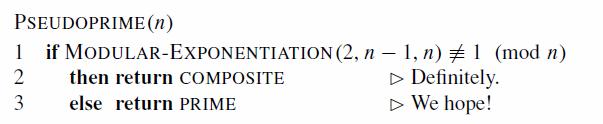 PSEUDOPRIME(n)
1 if MODULAR-EXPONENTIATION(2, n − 1, n) ≢ 1 (mod n)
2 then return COMPOSITE ▷ Definitely.
3 else return PRIME ▷ We hope!